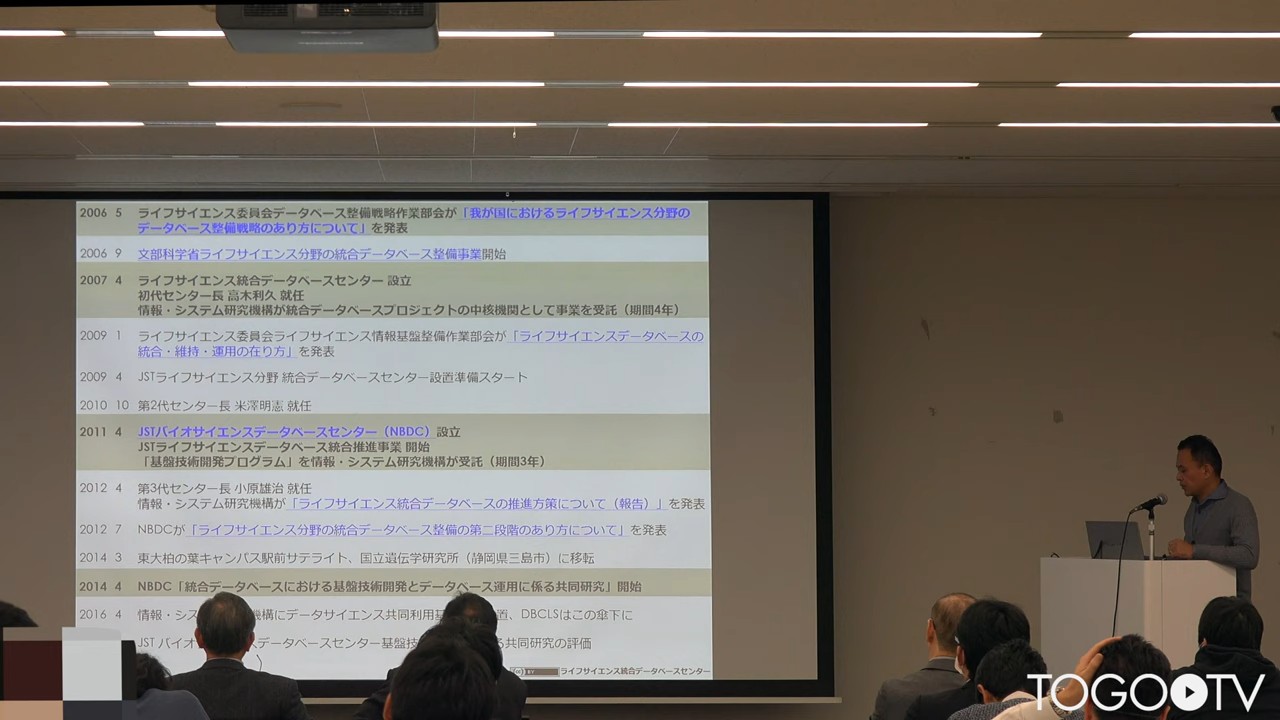 2006 5 ライフサイエンス委員会データベース整備戦略作業部会が「我が国におけるライフサイエンス分野の
データベース整備戦略のあり方について」を発表
2006 9 文部科学省ライフサイエンス分野の統合データベース整備事業開始
2007 4 ライフサイエンス統合データベースセンター 設立
初代センター長 高木利久 就任
情報・システム研究機構が統合データベースプロジェクトの中核機関として事業を受託（期間4年）
2009 1 ライフサイエンス委員会ライフサイエンス情報基盤整備作業部会が「ライフサイエンスデータベースの
統合・維持・運用の在り方」を発表
2009 4 JSTライフサイエンス分野 統合データベースセンター設置準備スタート
2010 10 第2代センター長 米澤明憲 就任
2011 4 JSTバイオサイエンスデータベースセンター（NBDC）設立
JSTライフサイエンスデータベース統合推進事業 開始
「基盤技術開発プログラム」を情報・システム研究機構が受託（期間3年）
2012 4 第3代センター長 小原雄治 就任
情報・システム研究機構が「ライフサイエンス統合データベースの推進方策について（報告）」を発表
2012 7 NBDCが「ライフサイエンス分野の統合データベース整備の第二段階のあり方について」を発表
2014 3 東大柏の葉キャンパス駅前サテライト、国立遺伝学研究所（静岡県三島市）に移転
2014 4 NBDC「統合データベースにおける基盤技術開発とデータベース運用に係る共同研究」開始
2016 4 情報・シス 機構にデータサイエンス共同利用基 置、DBCLSはこの傘下に
JST バイオ スデータベースセンター基盤技 る共同研究の評価
ライフサイエンス統合データベースセンター
TOGO TV